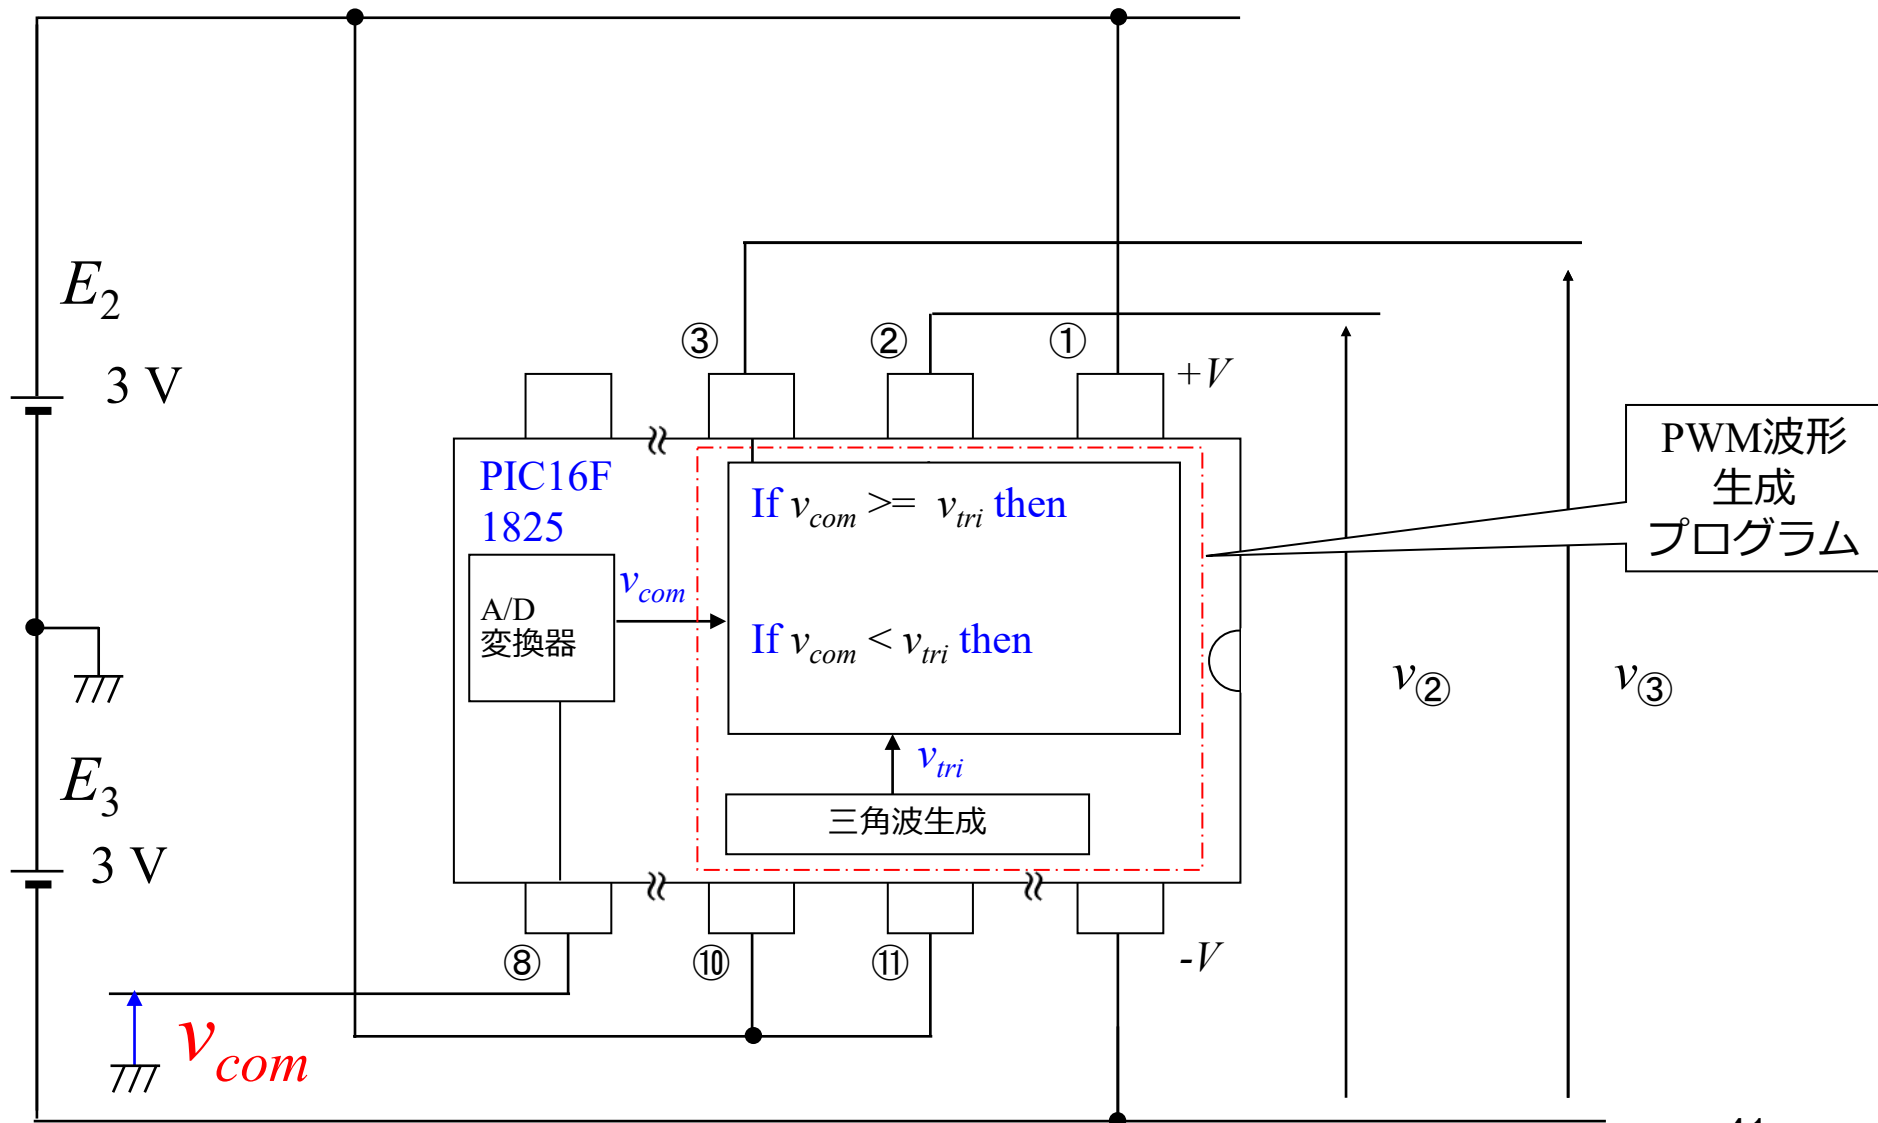 E2
3 V
③
②
①
+V
PWM波形
生成
プログラム
PIC16F
1825
If vcom >= vtri then
A/D
変換器
vcom
If vcom < vtri then
v②
v③
vtri
E3
3 V
三角波生成
⑧
⑩
⑪
-V
vcom